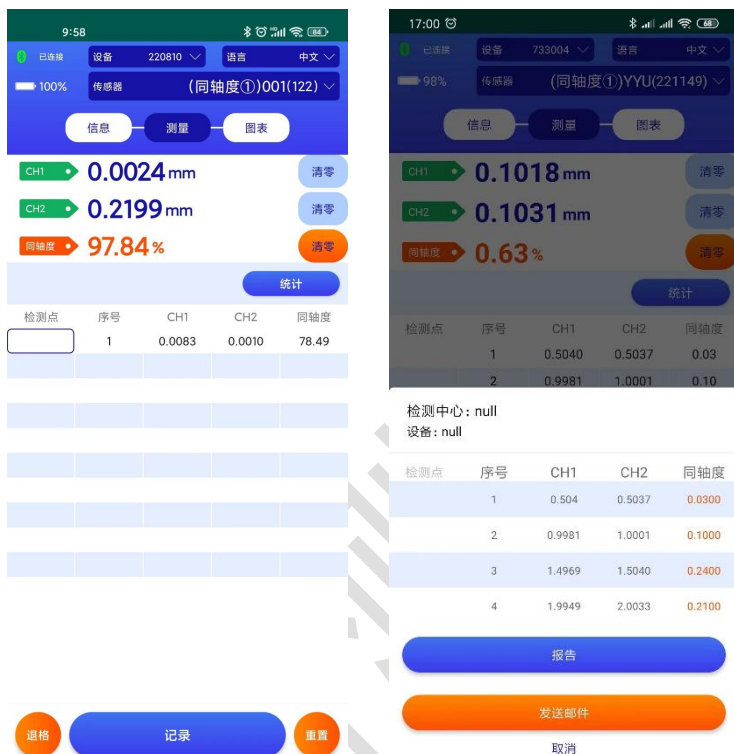 9:58
84
已连接
设备 220810
语言 中文
100%
传感器 (同轴度①)001(122)
信息 测量 图表
CH1 0.0024 mm 清零
CH2 0.2199 mm 清零
同轴度 97.84 % 清零
统计
检测点 序号 CH1 CH2 同轴度
1 0.0083 0.0010 78.49
退格 记录 重置
17:00
68
已连接
设备 733004
语言 中文
98%
传感器 (同轴度①)YYU(221149)
信息 测量 图表
CH1 0.1018 mm 清零
CH2 0.1031 mm 清零
同轴度 0.63 % 清零
统计
检测点 序号 CH1 CH2 同轴度
1 0.5040 0.5037 0.03
2 0.9981 1.0001 0.10
检测中心: null
设备: null
检测点 序号 CH1 CH2 同轴度
1 0.504 0.5037 0.0300
2 0.9981 1.0001 0.1000
3 1.4969 1.5040 0.2400
4 1.9949 2.0033 0.2100
报告
发送邮件
取消